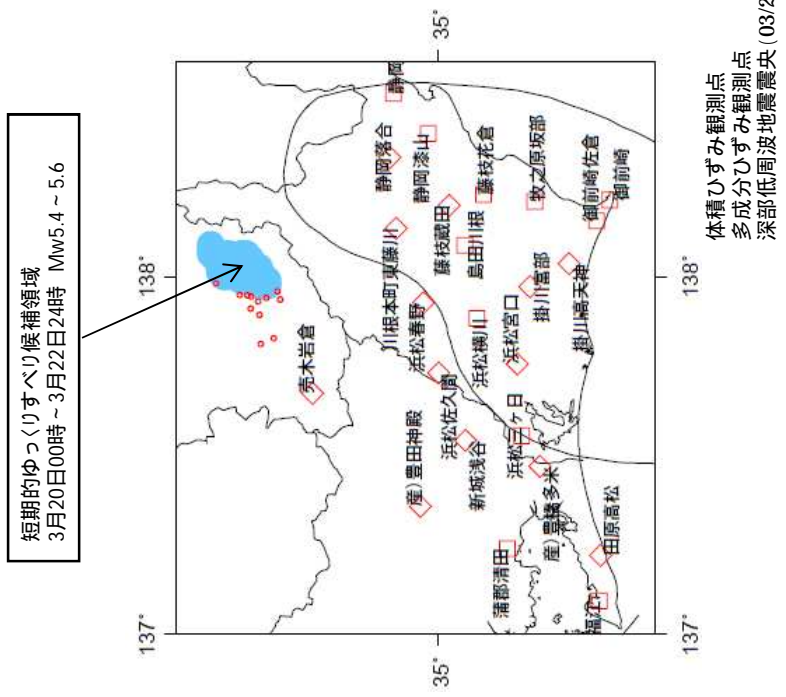 短期的ゆっくりすべり候補領域
3月20日00時～3月22日24時 Mw5.4～5.6
137°
138°
35°
35°
137°
138°
売木岩倉
産)豊田神殿
浜松佐久間
新城浅谷
浜松三ヶ日
産)豊橋多米
蒲郡清田
田原高松
福江
川根本町東藤川
浜松春野
浜松横川
浜松宮口
掛川富部
掛川高天神
静岡落合
静岡漆山
静岡
藤枝蔵田
島田川根
藤枝花倉
牧之原坂部
御前崎佐倉
御前崎
体積ひずみ観測点
多成分ひずみ観測点
深部低周波地震震央(03/2